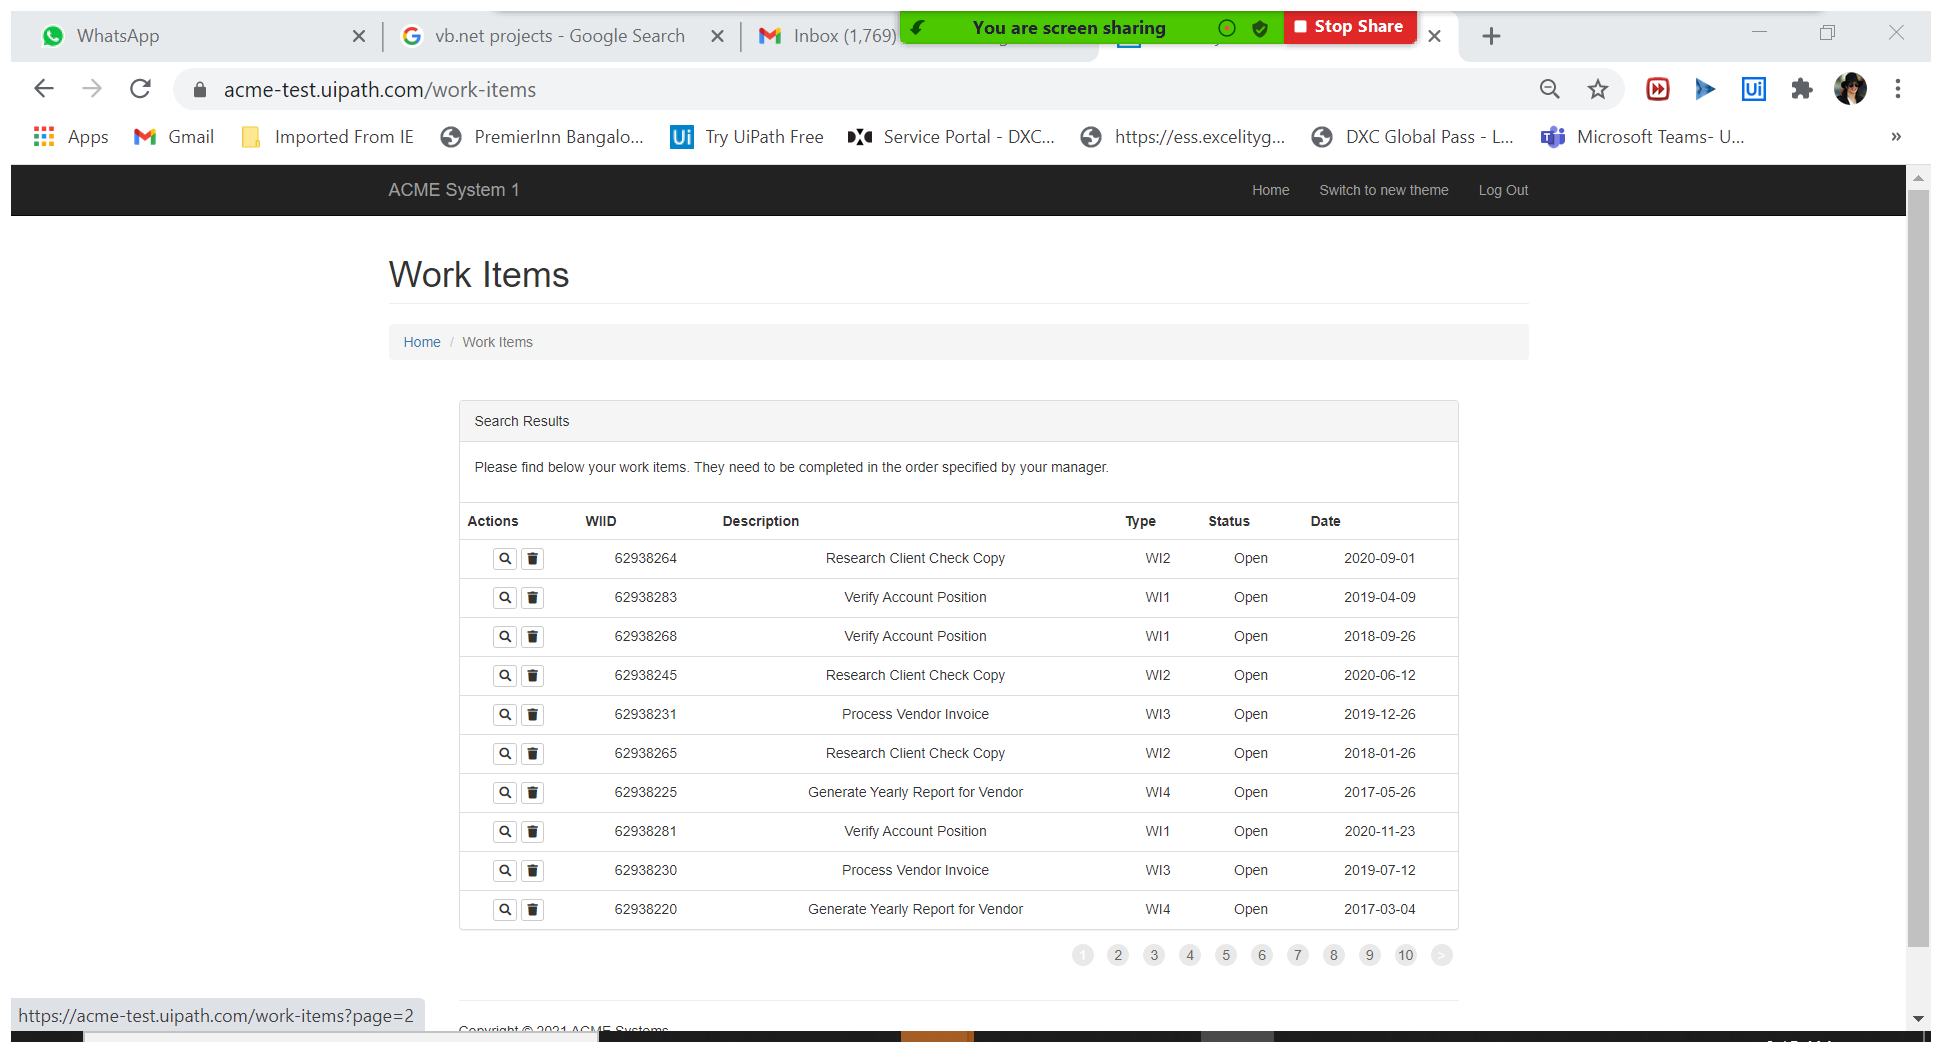 WhatsApp vb.net projects - Google Search Inbox (1,769) You are screen sharing Stop Share
acme-test.uipath.com/work-items Ui
Apps Gmail Imported From IE PremierInn Bangalo... Ui Try UiPath Free Service Portal - DXC... https://ess.excelityg... DXC Global Pass - L... Microsoft Teams- U... »
ACME System 1 Home Switch to new theme Log Out
Work Items
Home / Work Items
Search Results
Please find below your work items. They need to be completed in the order specified by your manager.
Actions WIID Description Type Status Date
62938264 Research Client Check Copy WI2 Open 2020-09-01
62938283 Verify Account Position WI1 Open 2019-04-09
62938268 Verify Account Position WI1 Open 2018-09-26
62938245 Research Client Check Copy WI2 Open 2020-06-12
62938231 Process Vendor Invoice WI3 Open 2019-12-26
62938265 Research Client Check Copy WI2 Open 2018-01-26
62938225 Generate Yearly Report for Vendor WI4 Open 2017-05-26
62938281 Verify Account Position WI1 Open 2020-11-23
62938230 Process Vendor Invoice WI3 Open 2019-07-12
62938220 Generate Yearly Report for Vendor WI4 Open 2017-03-04
1 2 3 4 5 6 7 8 9 10 >
https://acme-test.uipath.com/work-items?page=2
Copyright © 2021 ACME Systems